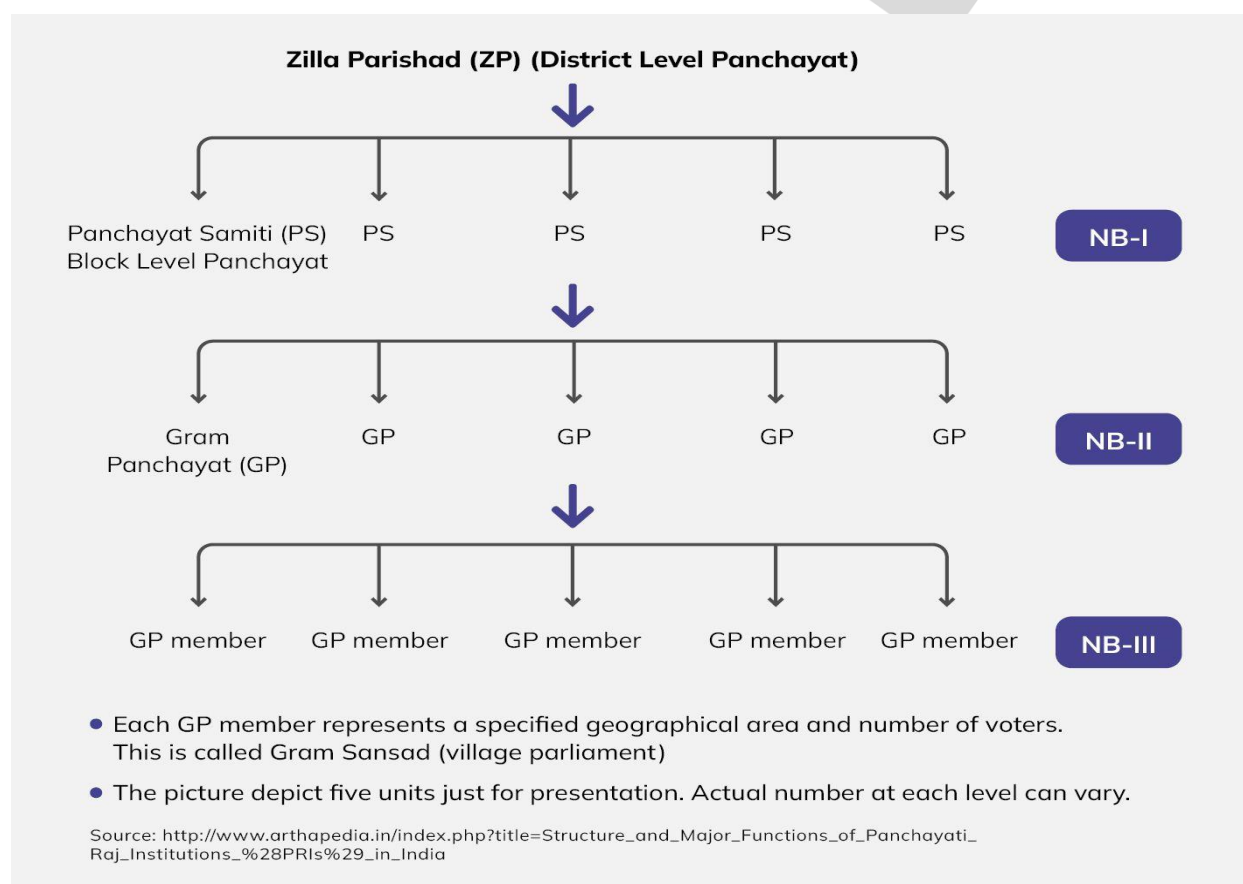 Zilla Parishad (ZP) (District Level Panchayat)
Panchayat Samiti (PS) PS PS PS PS NB-I
Block Level Panchayat
Gram GP GP GP GP NB-II
Panchayat (GP)
GP member GP member GP member GP member GP member NB-III
• Each GP member represents a specified geographical area and number of voters.
This is called Gram Sansad (village parliament)
• The picture depict five units just for presentation. Actual number at each level can vary.
Source: http://www.arthapedia.in/index.php?title=Structure_and_Major_Functions_of_Panchayati_
Raj_Institutions_%28PRIs%29_in_India